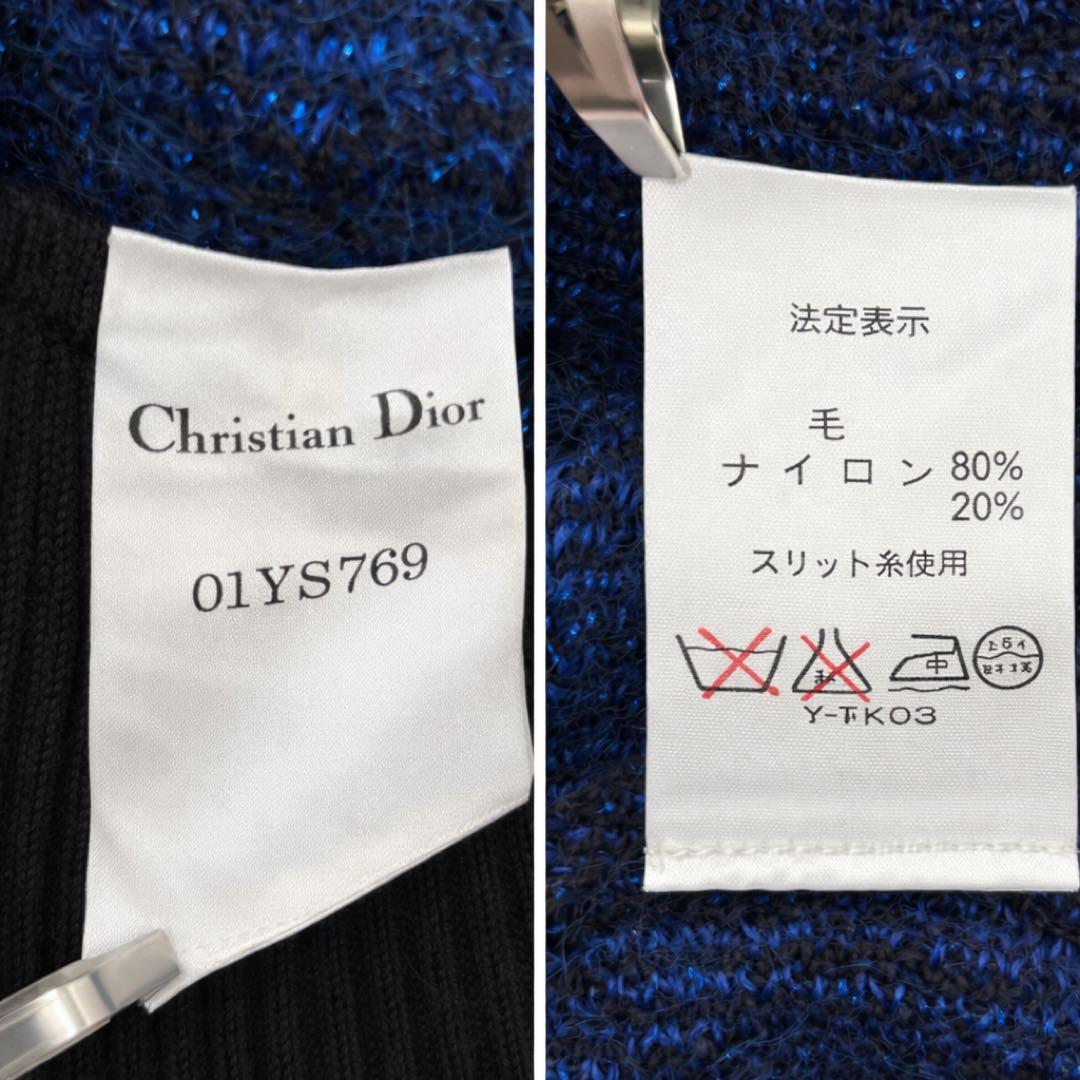 Christian Dior
01YS769
法定表示
毛
ナイロン 80%
20%
スリット糸使用
中